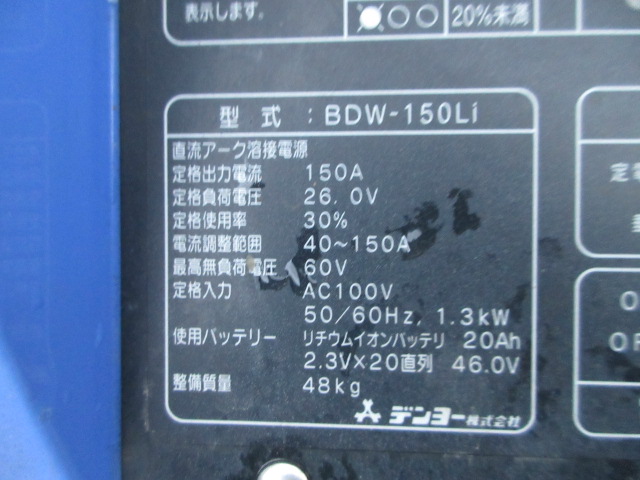 表示します。
20%未満
型式：BDW-150Li
直流アーク溶接電源
定格出力電流 150A
定格負荷電圧 26.0V
定格使用率 30%
電流調整範囲 40～150A
最高無負荷電圧 60V
定格入力 AC100V
50/60Hz, 1.3kW
使用バッテリー リチウムイオンバッテリ 20Ah
2.3V×20直列 46.0V
整備質量 48kg
デンヨー株式会社
定
O